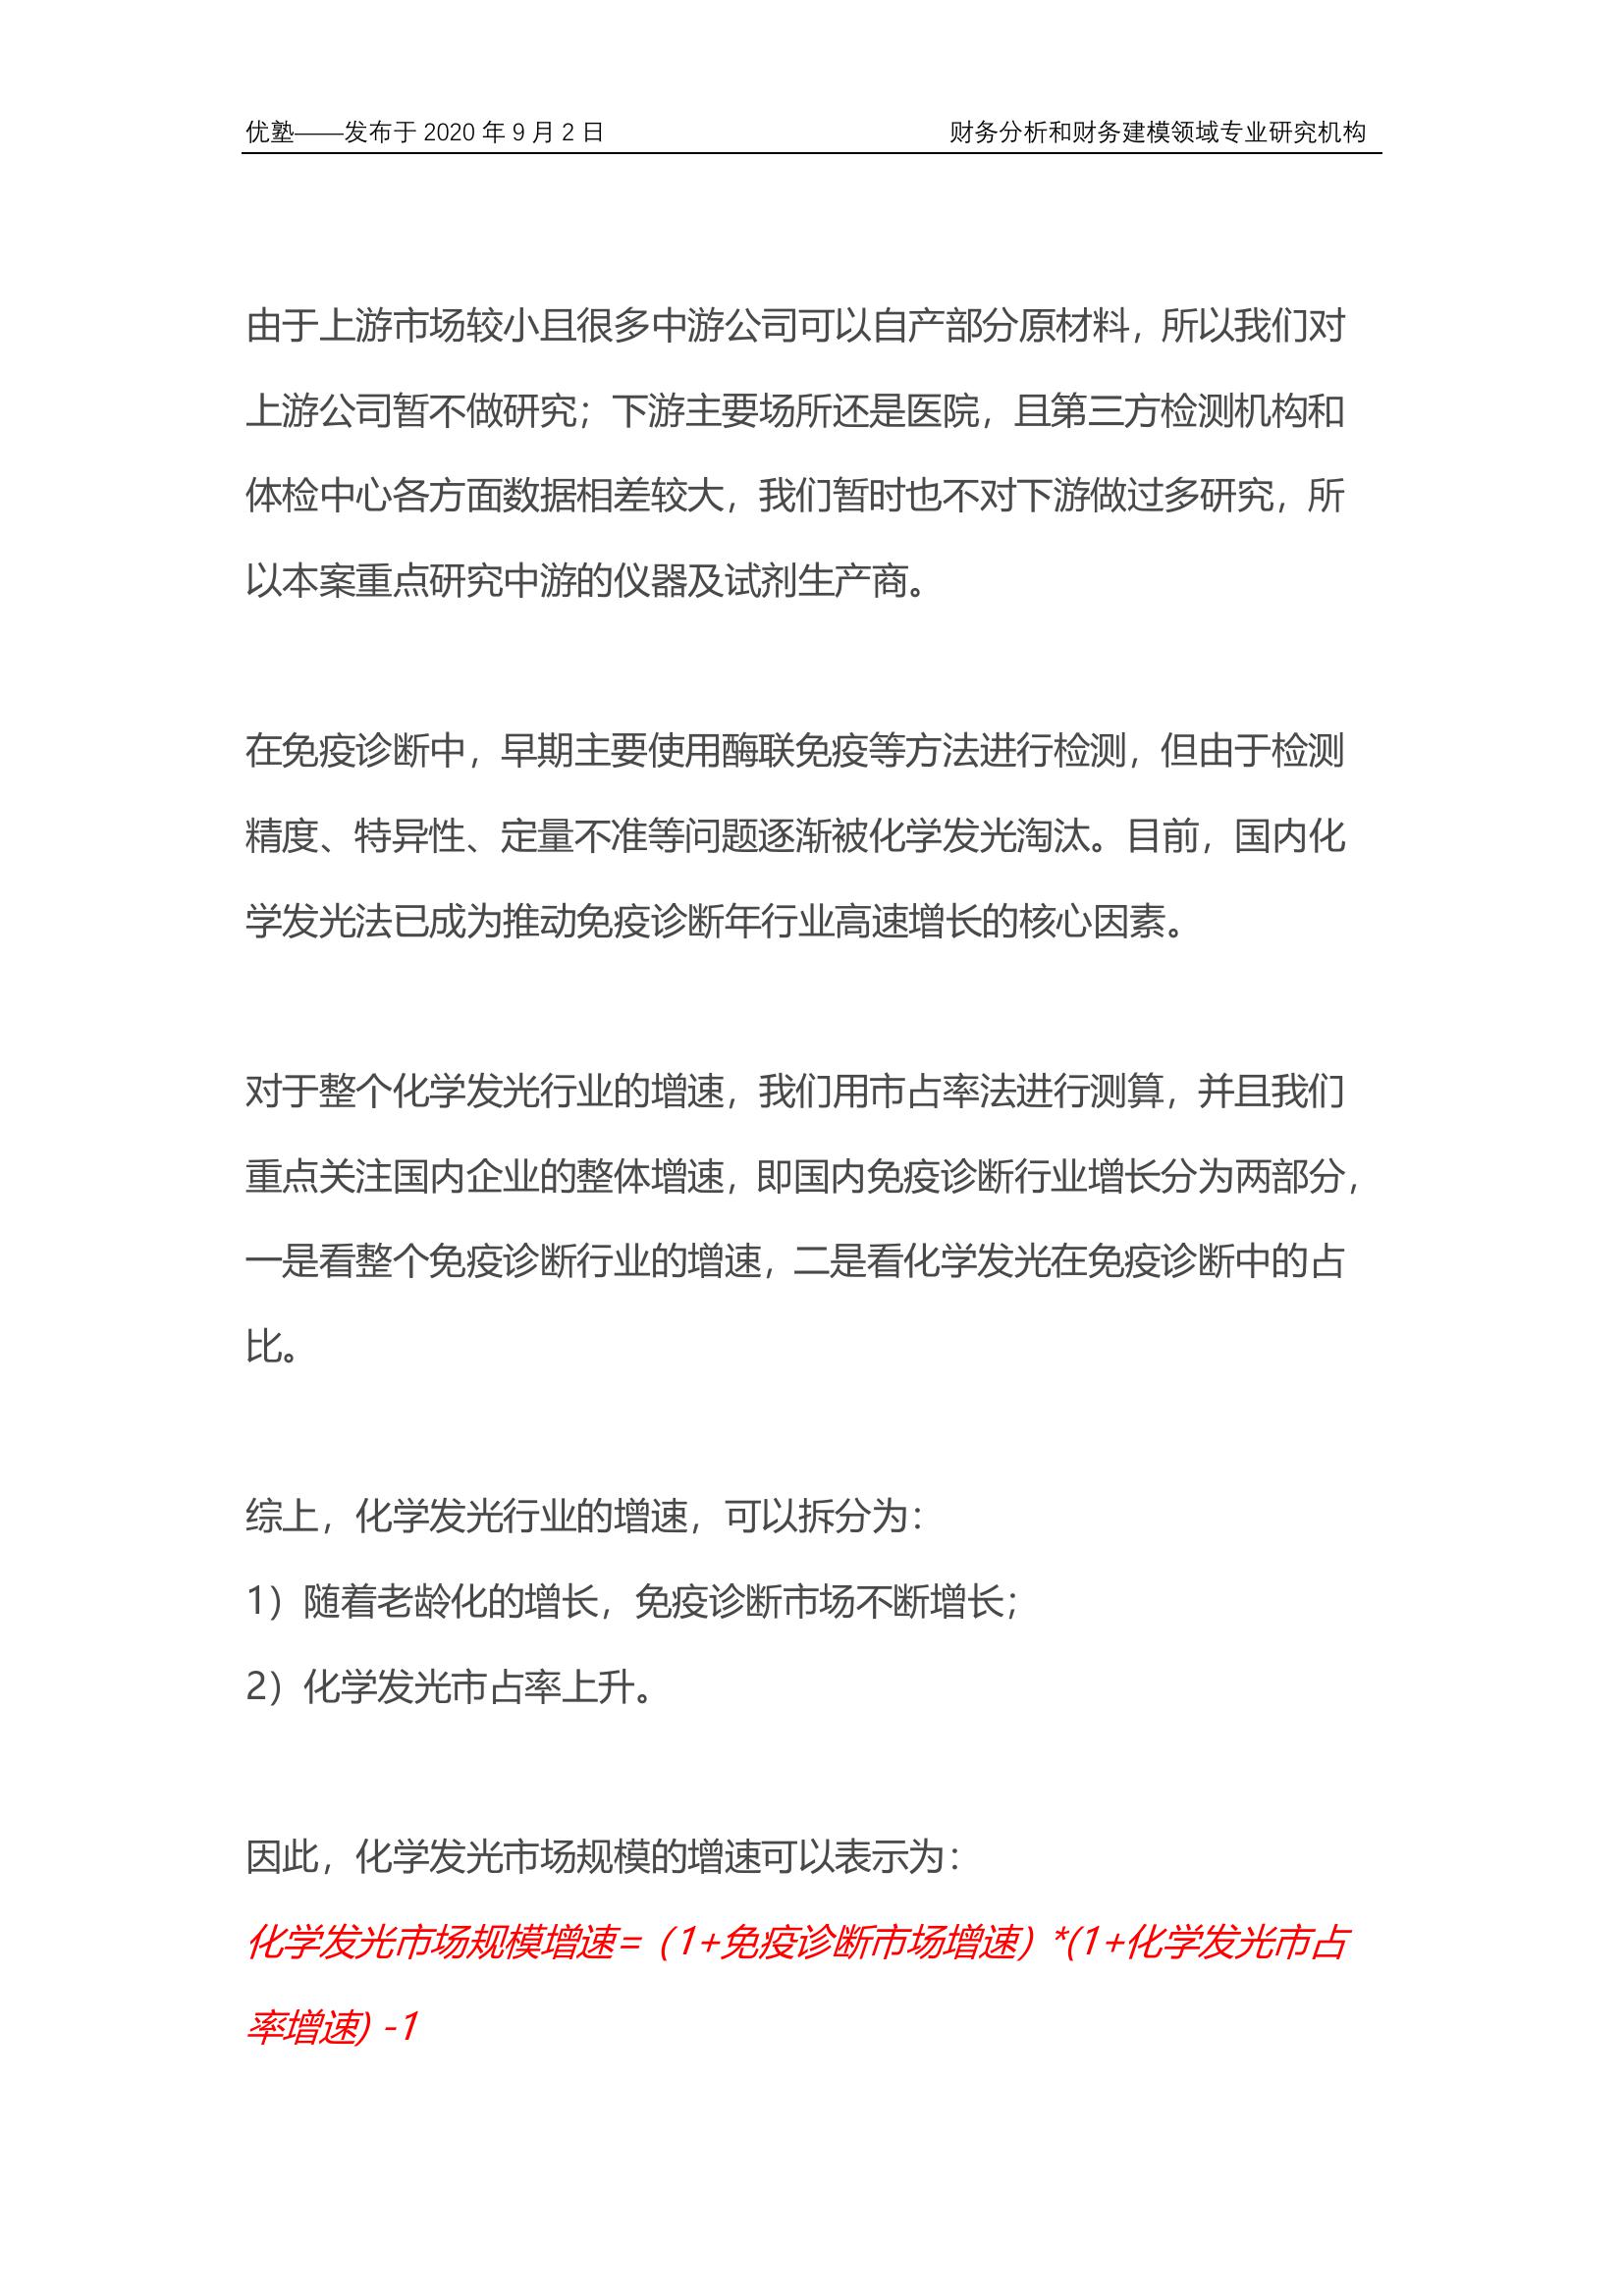 优塾——发布于 2020 年 9 月 2 日 财务分析和财务建模领域专业研究机构
由于上游市场较小且很多中游公司可以自产部分原材料，所以我们对
上游公司暂不做研究；下游主要场所还是医院，且第三方检测机构和
体检中心各方面数据相差较大，我们暂时也不对下游做过多研究，所
以本案重点研究中游的仪器及试剂生产商。
在免疫诊断中，早期主要使用酶联免疫等方法进行检测，但由于检测
精度、特异性、定量不准等问题逐渐被化学发光淘汰。目前，国内化
学发光法已成为推动免疫诊断年行业高速增长的核心因素。
对于整个化学发光行业的增速，我们用市占率法进行测算，并且我们
重点关注国内企业的整体增速，即国内免疫诊断行业增长分为两部分，
一是看整个免疫诊断行业的增速，二是看化学发光在免疫诊断中的占
比。
综上，化学发光行业的增速，可以拆分为：
1）随着老龄化的增长，免疫诊断市场不断增长；
2）化学发光市占率上升。
因此，化学发光市场规模的增速可以表示为：
化学发光市场规模增速=（1+免疫诊断市场增速）*(1+化学发光市占
率增速) -1